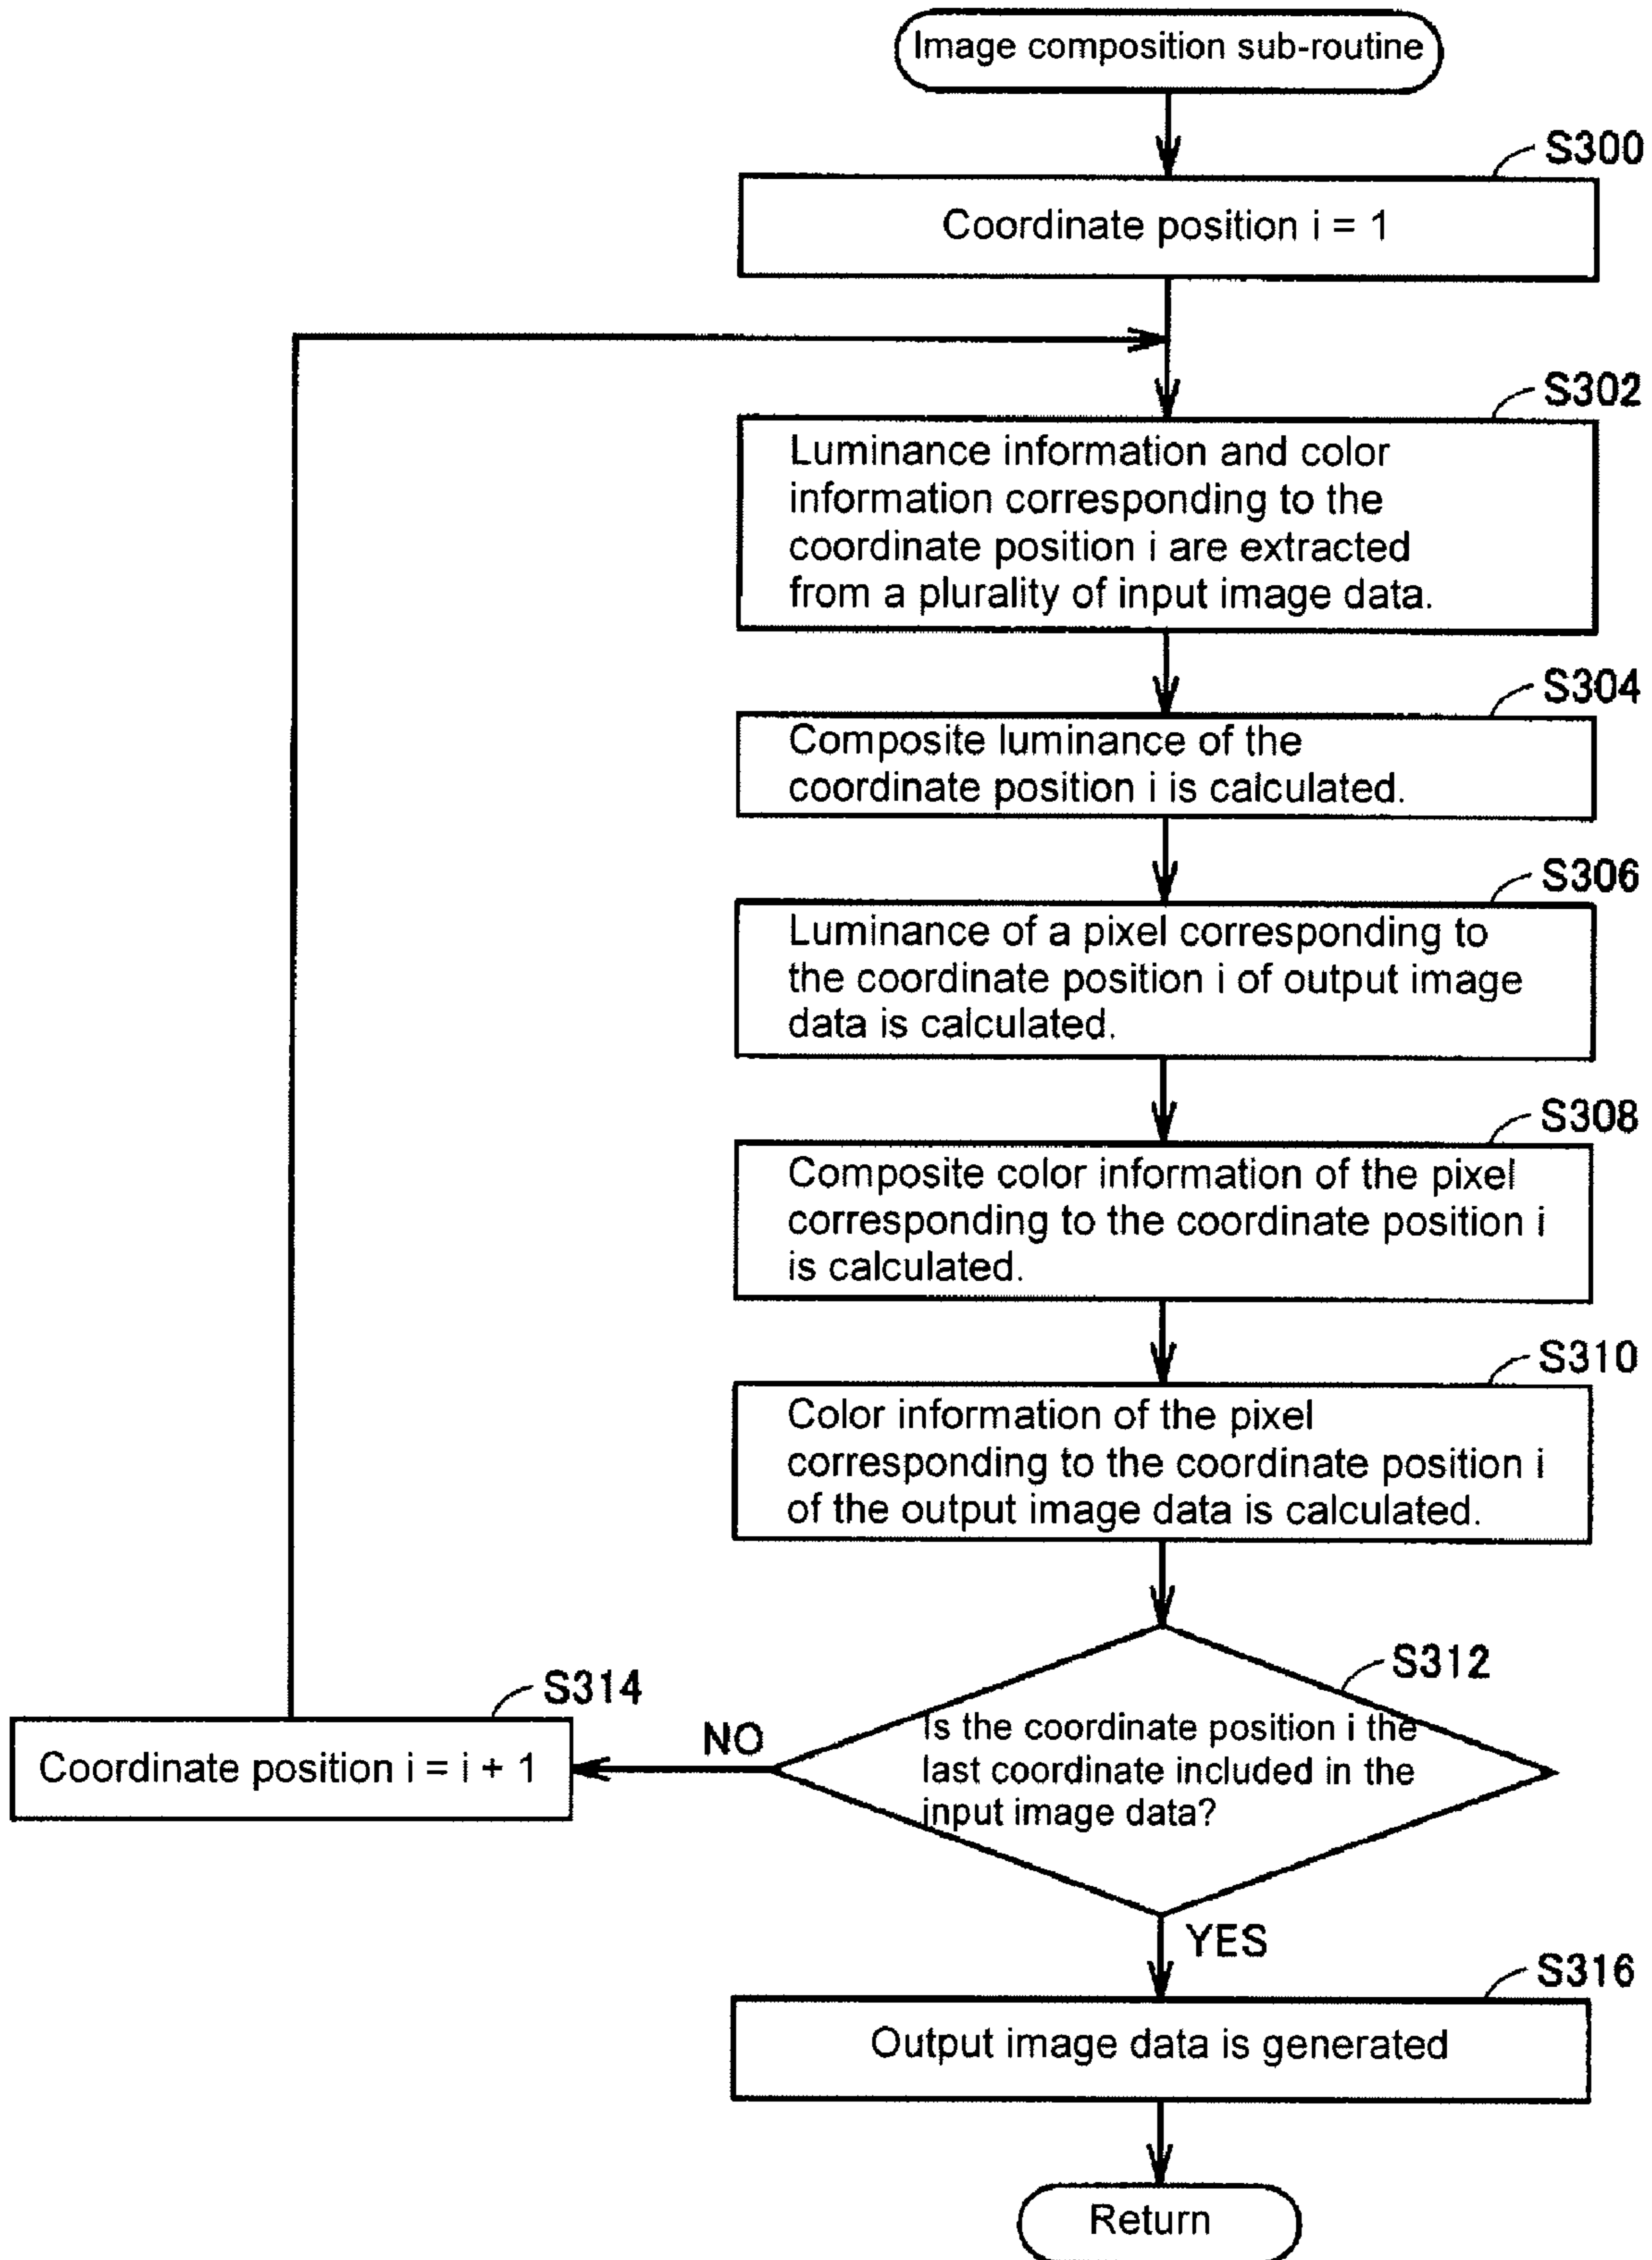 Image composition sub-routine
S300
Coordinate position i = 1
S302
Luminance information and color
information corresponding to the
coordinate position i are extracted
from a plurality of input image data.
S304
Composite luminance of the
coordinate position i is calculated.
S306
Luminance of a pixel corresponding to
the coordinate position i of output image
data is calculated.
S308
Composite color information of the pixel
corresponding to the coordinate position i
is calculated.
S310
Color information of the pixel
corresponding to the coordinate position i
of the output image data is calculated.
S312
Is the coordinate position i the
last coordinate included in the
input image data?
NO
S314
Coordinate position i = i + 1
YES
S316
Output image data is generated
Return